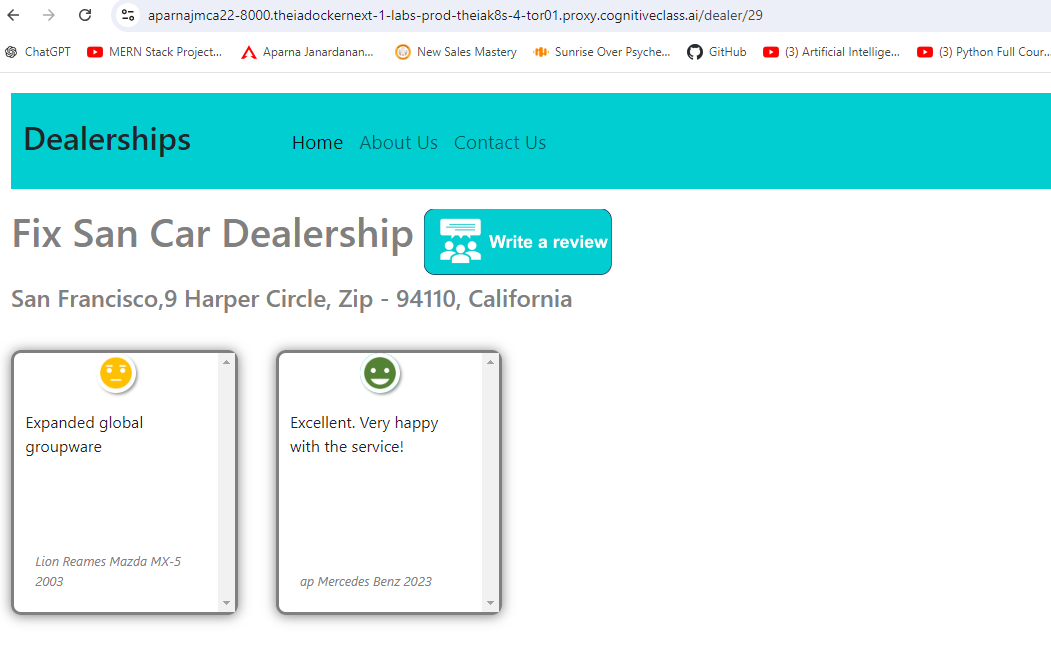 aparnajmca22-8000.theiadockernext-1-labs-prod-theiak8s-4-tor01.proxy.cognitiveclass.ai/dealer/29
ChatGPT MERN Stack Project... Aparna Janardanan... New Sales Mastery Sunrise Over Psyche... GitHub (3) Artificial Intellige... (3) Python Full Cour...
Dealerships Home About Us Contact Us
Fix San Car Dealership Write a review
San Francisco,9 Harper Circle, Zip - 94110, California
Expanded global
groupware
Lion Reames Mazda MX-5
2003
Excellent. Very happy
with the service!
ap Mercedes Benz 2023